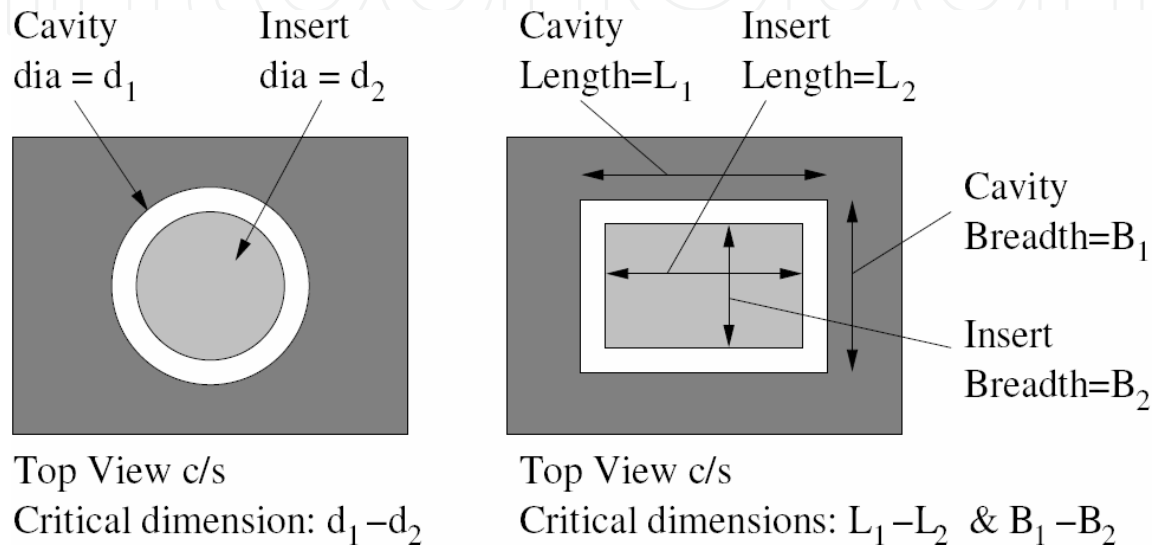 Cavity
dia = d₁
Insert
dia = d₂
Cavity
Length=L₁
Insert
Length=L₂
Cavity
Breadth=B₁
Insert
Breadth=B₂
Top View c/s
Critical dimension: d₁−d₂
Top View c/s
Critical dimensions: L₁−L₂ & B₁−B₂